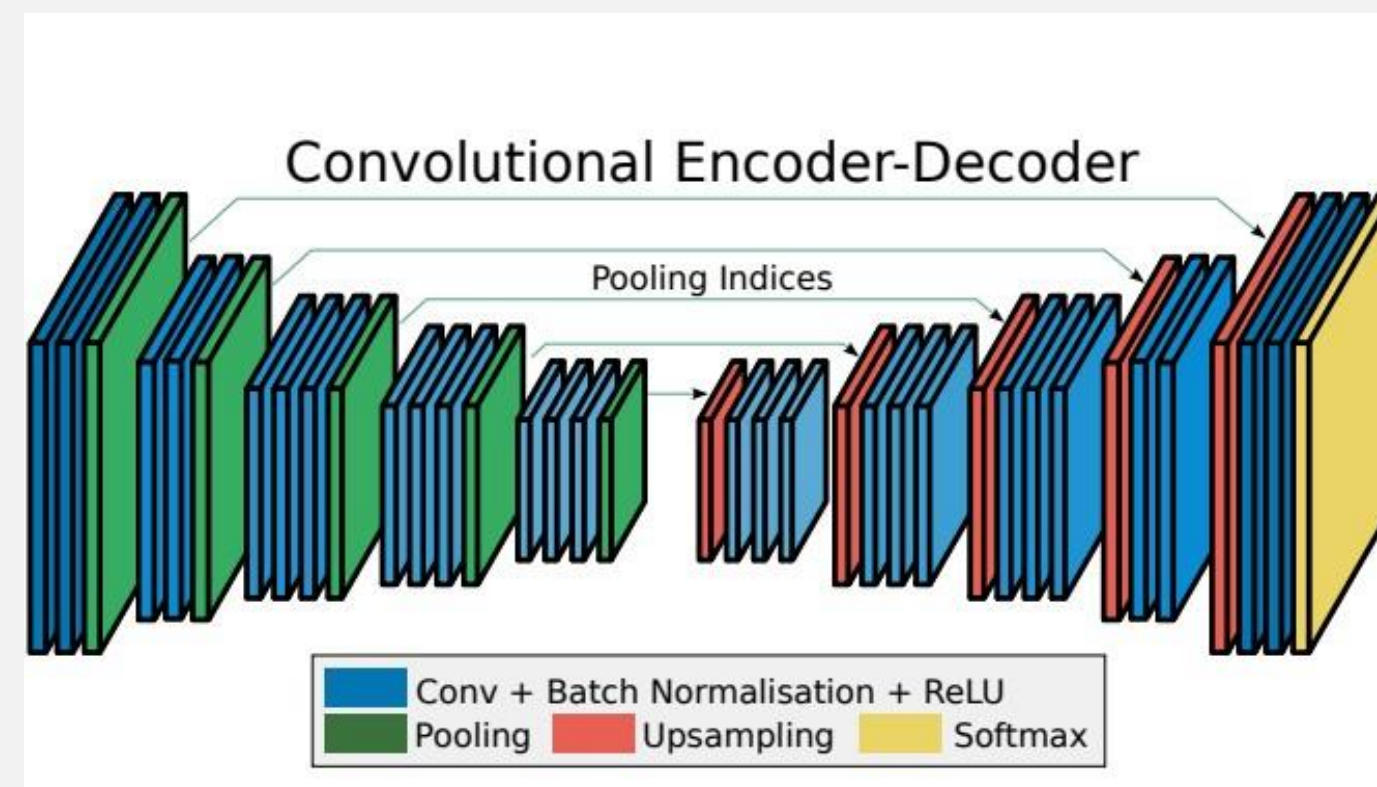 Convolutional Encoder-Decoder
Pooling Indices
Conv + Batch Normalisation + ReLU
Pooling Upsampling Softmax